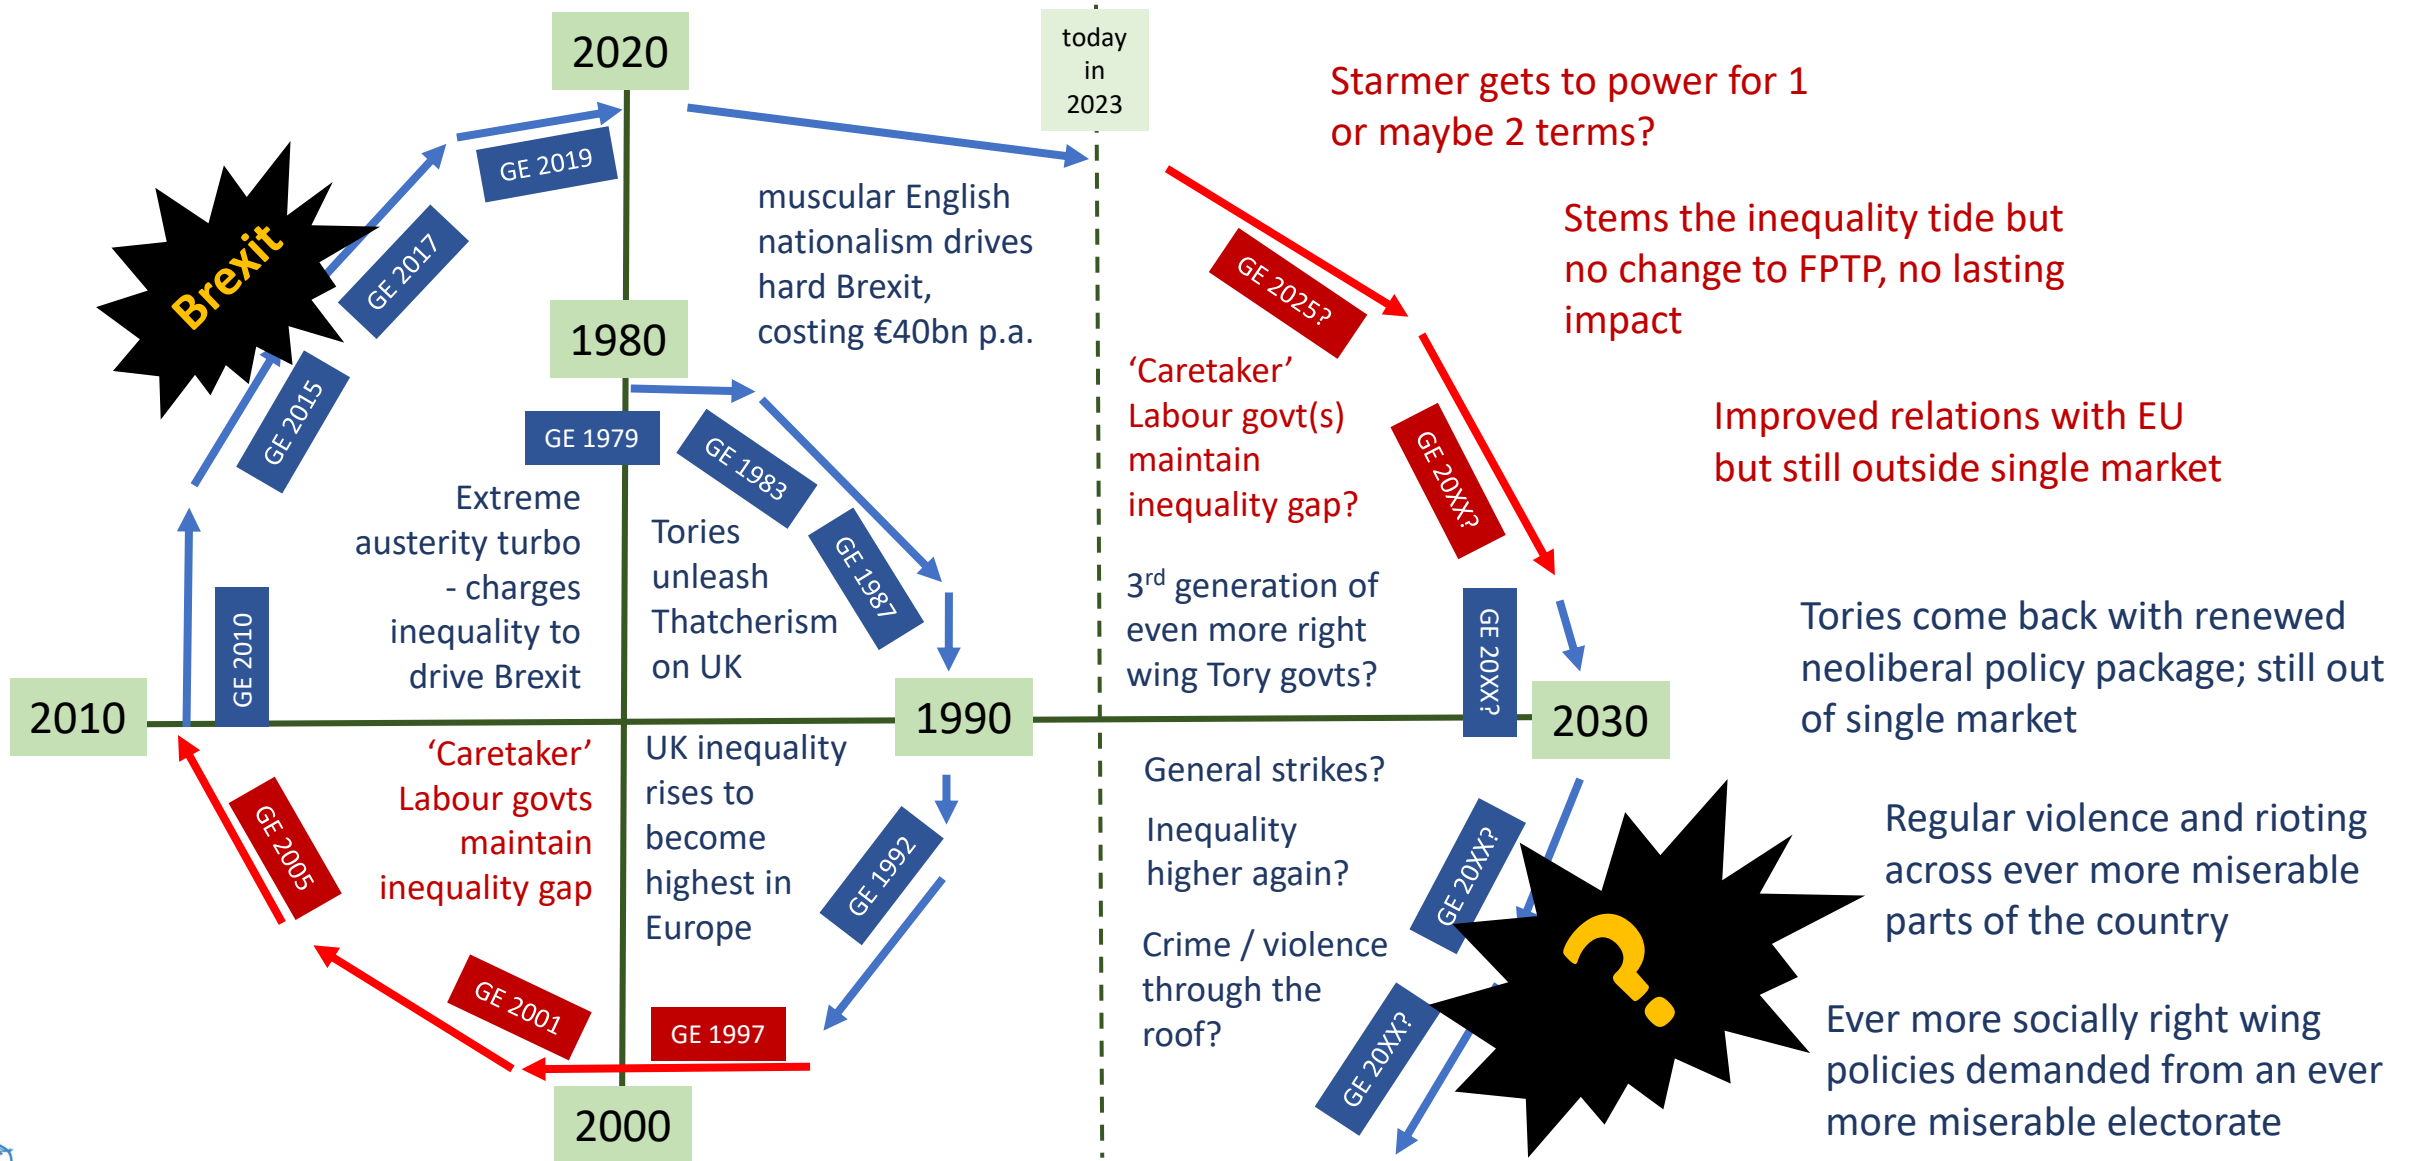 2020
today
in
2023
Starmer gets to power for 1
or maybe 2 terms?
GE 2019
muscular English
nationalism drives
hard Brexit,
costing €40bn p.a.
Stems the inequality tide but
no change to FPTP, no lasting
impact
Brexit
GE 2017
GE 2025?
1980
'Caretaker'
Labour govt(s)
maintain
inequality gap?
GE 2015
GE 1979
GE 1983
GE 20XX?
Improved relations with EU
but still outside single market
Extreme
austerity turbo
- charges
inequality to
drive Brexit
Tories
unleash
Thatcherism
on UK
GE 1987
3rd generation of
even more right
wing Tory govts?
GE 20XX?
Tories come back with renewed
neoliberal policy package; still out
of single market
GE 2010
2010
1990
2030
'Caretaker'
Labour govts
maintain
inequality gap
UK inequality
rises to
become
highest in
Europe
General strikes?
Inequality
higher again?
Crime / violence
through the
roof?
GE 2005
GE 1992
GE 20XX?
Regular violence and rioting
across ever more miserable
parts of the country
?
GE 2001
GE 1997
GE 20XX?
Ever more socially right wing
policies demanded from an ever
more miserable electorate
2000